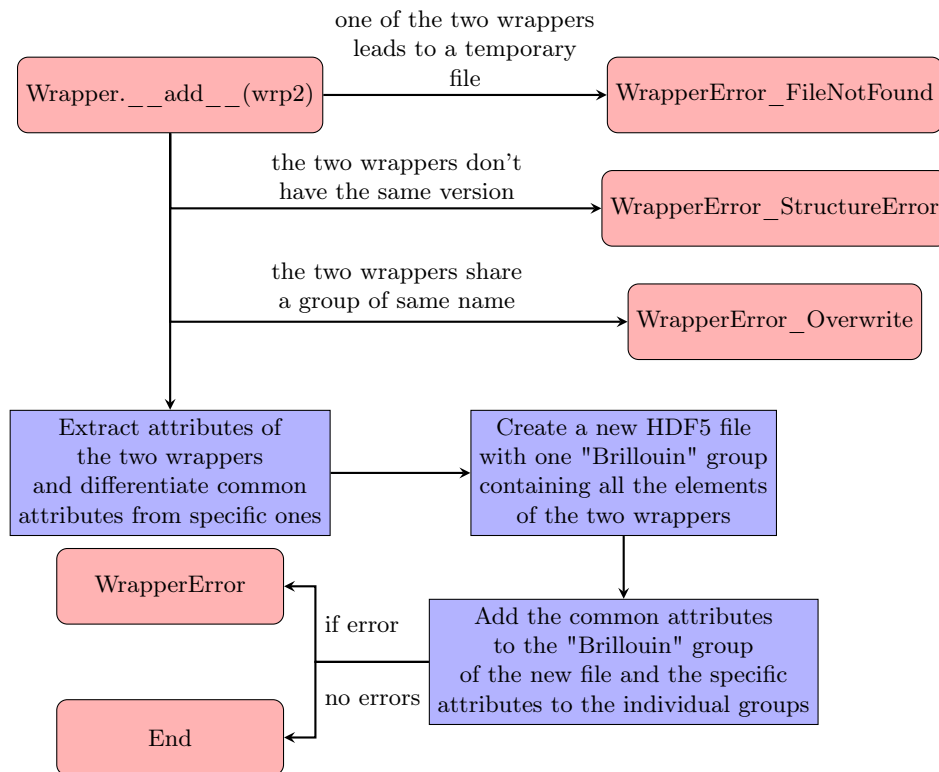 one of the two wrappers
leads to a temporary
file
Wrapper.__add__(wrp2)
WrapperError_FileNotFound
the two wrappers don't
have the same version
WrapperError_StructureError
the two wrappers share
a group of same name
WrapperError_Overwrite
Extract attributes of
the two wrappers
and differentiate common
attributes from specific ones
Create a new HDF5 file
with one "Brillouin" group
containing all the elements
of the two wrappers
WrapperError
if error
Add the common attributes
to the "Brillouin" group
of the new file and the specific
attributes to the individual groups
no errors
End